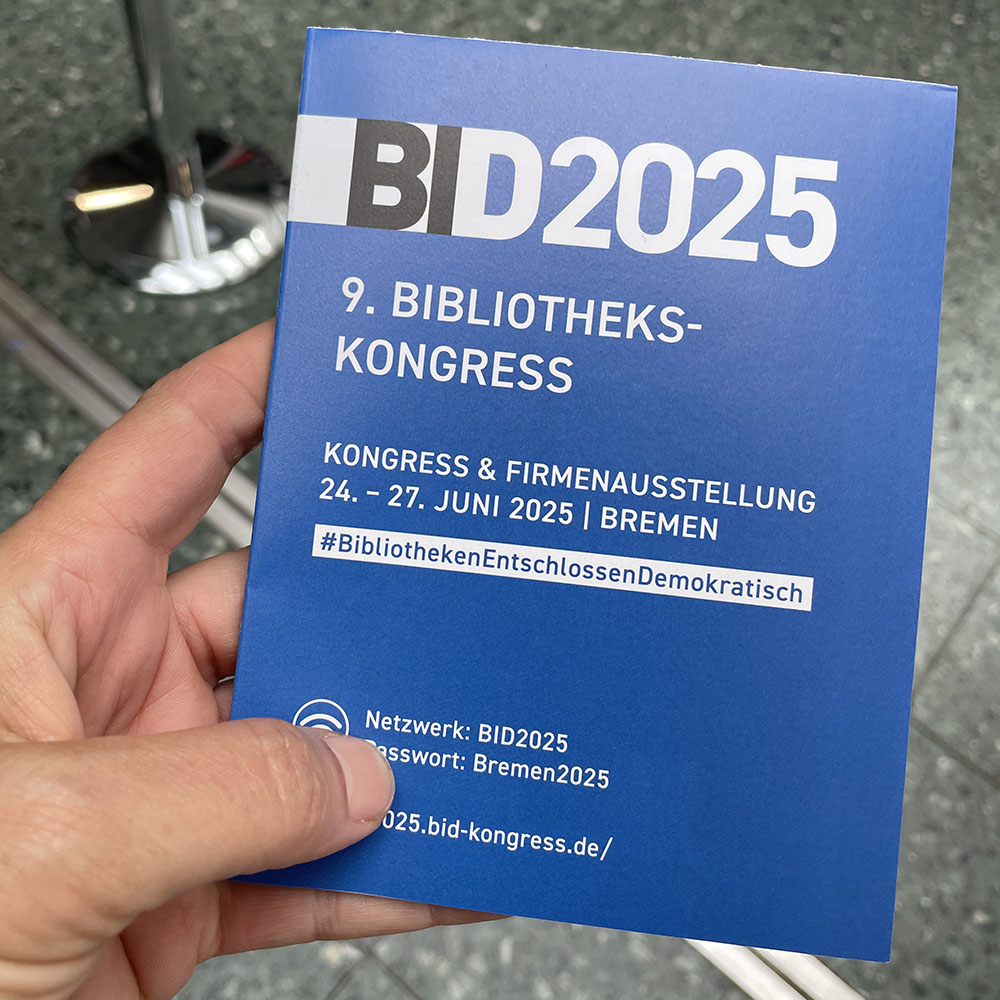 BID2025
9. BIBLIOTHEKS-
KONGRESS
KONGRESS & FIRMENAUSSTELLUNG
24. – 27. JUNI 2025 | BREMEN
#BibliothekenEntschlossenDemokratisch
Netzwerk: BID2025
Passwort: Bremen2025
2025.bid-kongress.de/